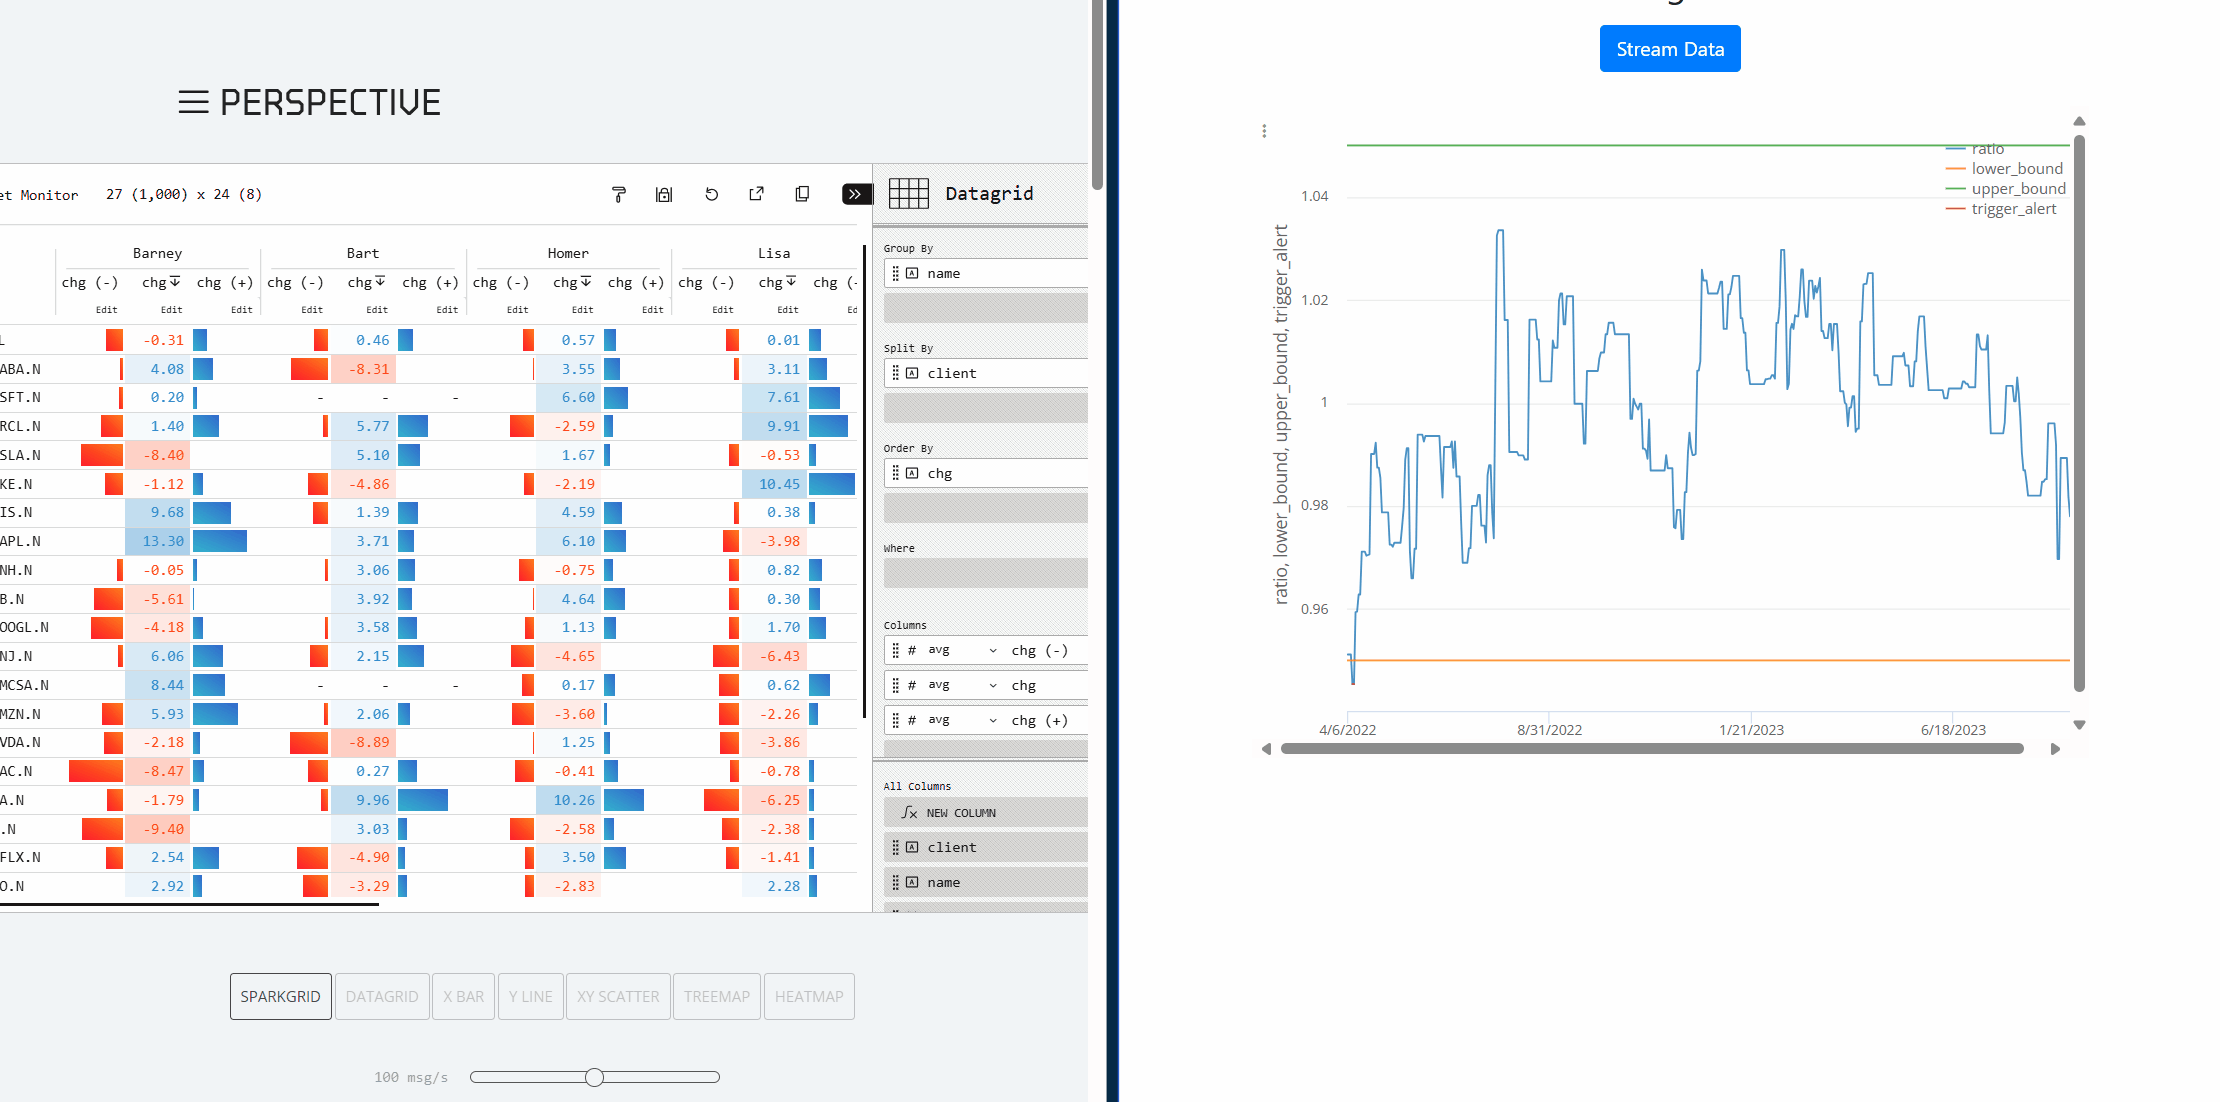 PERSPECTIVE
et Monitor 27 (1,000) x 24 (8)
Barney Bart Homer Lisa
chg (-) chg chg (+) chg (-) chg chg (+) chg (-) chg chg (+) chg (-) chg chg (-
Edit Edit Edit Edit Edit Edit Edit Edit Edit Edit Edit Ed
L -0.31 0.46 0.57 0.01
ABA.N 4.08 -8.31 3.55 3.11
SFT.N 0.20 - - - 6.60 7.61
RCL.N 1.40 5.77 -2.59 9.91
SLA.N -8.40 5.10 1.67 -0.53
KE.N -1.12 -4.86 -2.19 10.45
IS.N 9.68 1.39 4.59 0.38
APL.N 13.30 3.71 6.10 -3.98
NH.N -0.05 3.06 -0.75 0.82
B.N -5.61 3.92 4.64 0.30
OOGL.N -4.18 3.58 1.13 1.70
NJ.N 6.06 2.15 -4.65 -6.43
MCSA.N 8.44 - - - 0.17 0.62
MZN.N 5.93 2.06 -3.60 -2.26
VDA.N -2.18 -8.89 1.25 -3.86
AC.N -8.47 0.27 -0.41 -0.78
A.N -1.79 9.96 10.26 -6.25
.N -9.40 3.03 -2.58 -2.38
FLX.N 2.54 -4.90 3.50 -1.41
O.N 2.92 -3.29 -2.83 2.28
Datagrid
Group By
A name
Split By
A client
Order By
A chg
Where
Columns
# avg chg (-)
# avg chg
# avg chg (+)
All Columns
∫x NEW COLUMN
A client
A name
SPARKGRID DATAGRID X BAR Y LINE XY SCATTER TREEMAP HEATMAP
100 msg/s
Stream Data
ratio
lower_bound
upper_bound
trigger_alert
ratio, lower_bound, upper_bound, trigger_alert
1.04
1.02
1
0.98
0.96
4/6/2022 8/31/2022 1/21/2023 6/18/2023